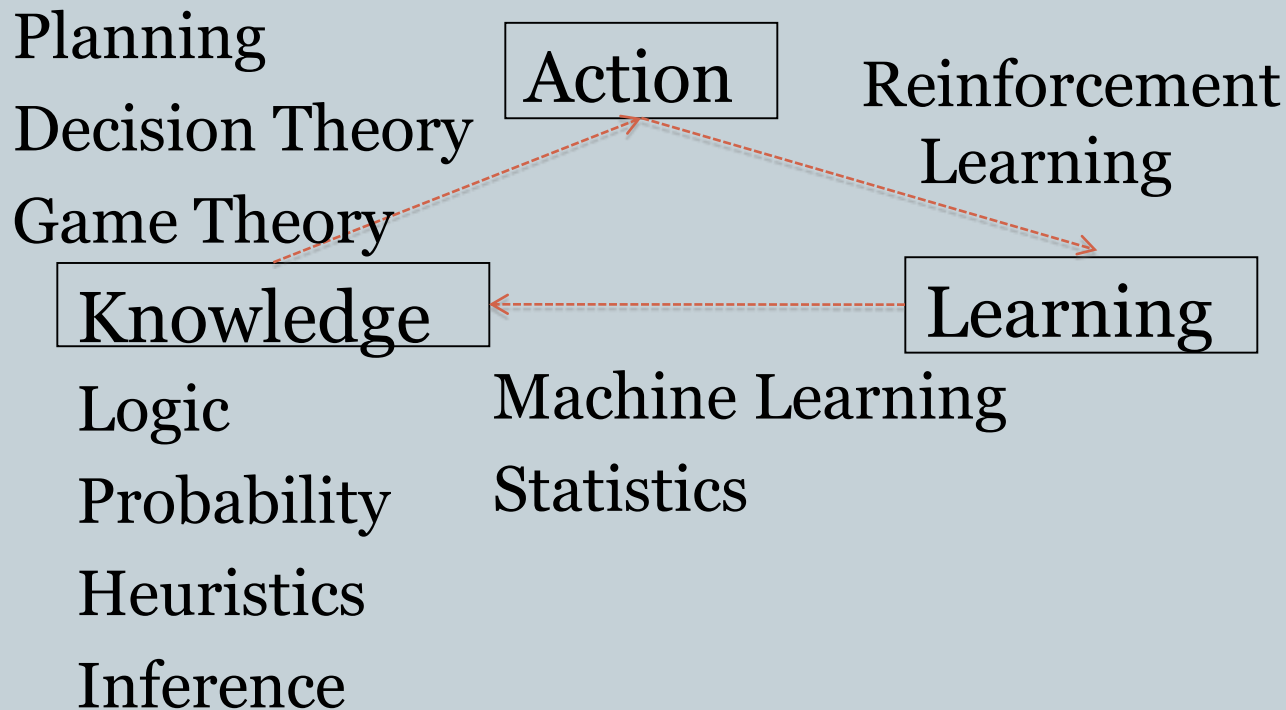 Planning
Decision Theory
Game Theory
Action
Reinforcement
Learning
Knowledge
Learning
Logic
Probability
Heuristics
Inference
Machine Learning
Statistics